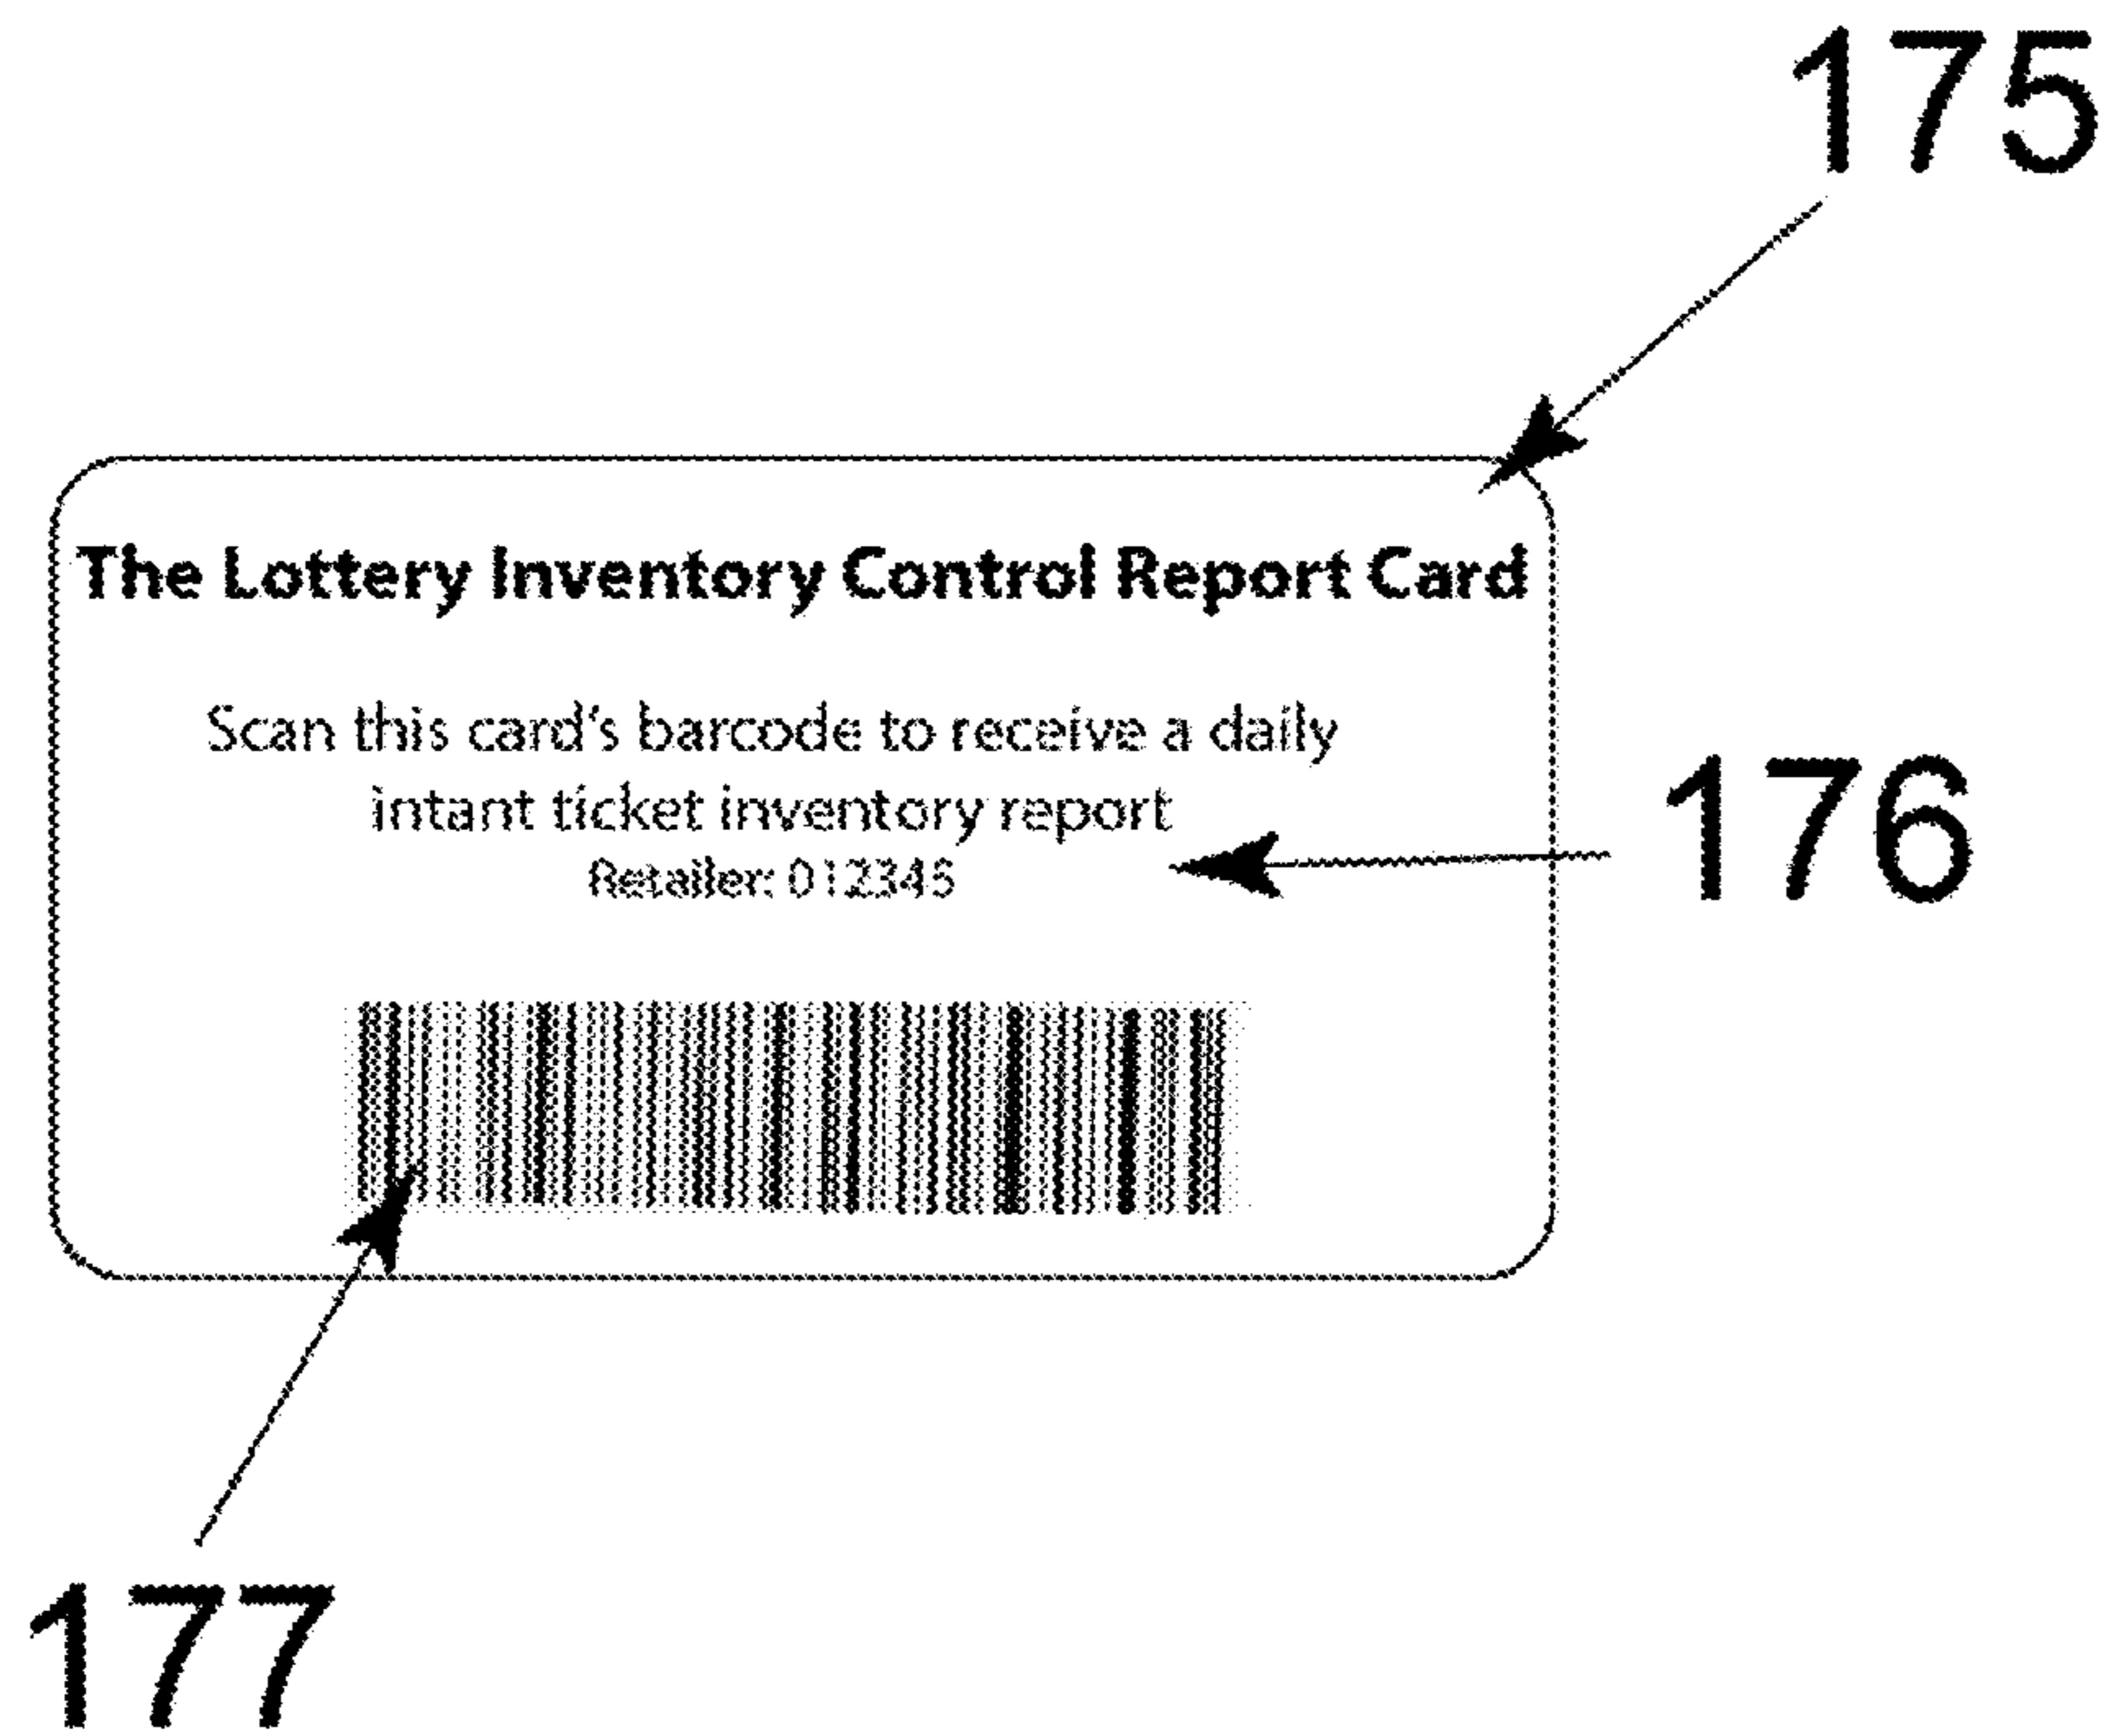 175
The Lottery Inventory Control Report Card
Scan this card's barcode to receive a daily
intant ticket inventory report
Retailer: 012345
176
177